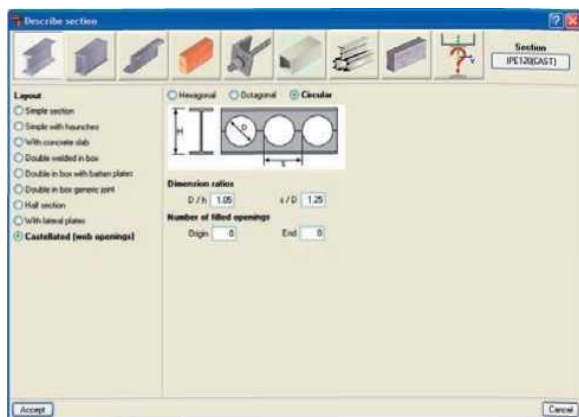 Describe section
Section
IPE120(CAST)
Layout
Simple section
Simple with haunches
With concrete slab
Double welded in box
Double in box with batten plates
Double in box generic joint
Half section
With lateral plates
Castellated (web openings)
Hexagonal
Octagonal
Circular
H
D
s
Dimension ratios
D / h 1.05 s / D 1.25
Number of filled openings
Origin 0 End 0
Accept
Cancel